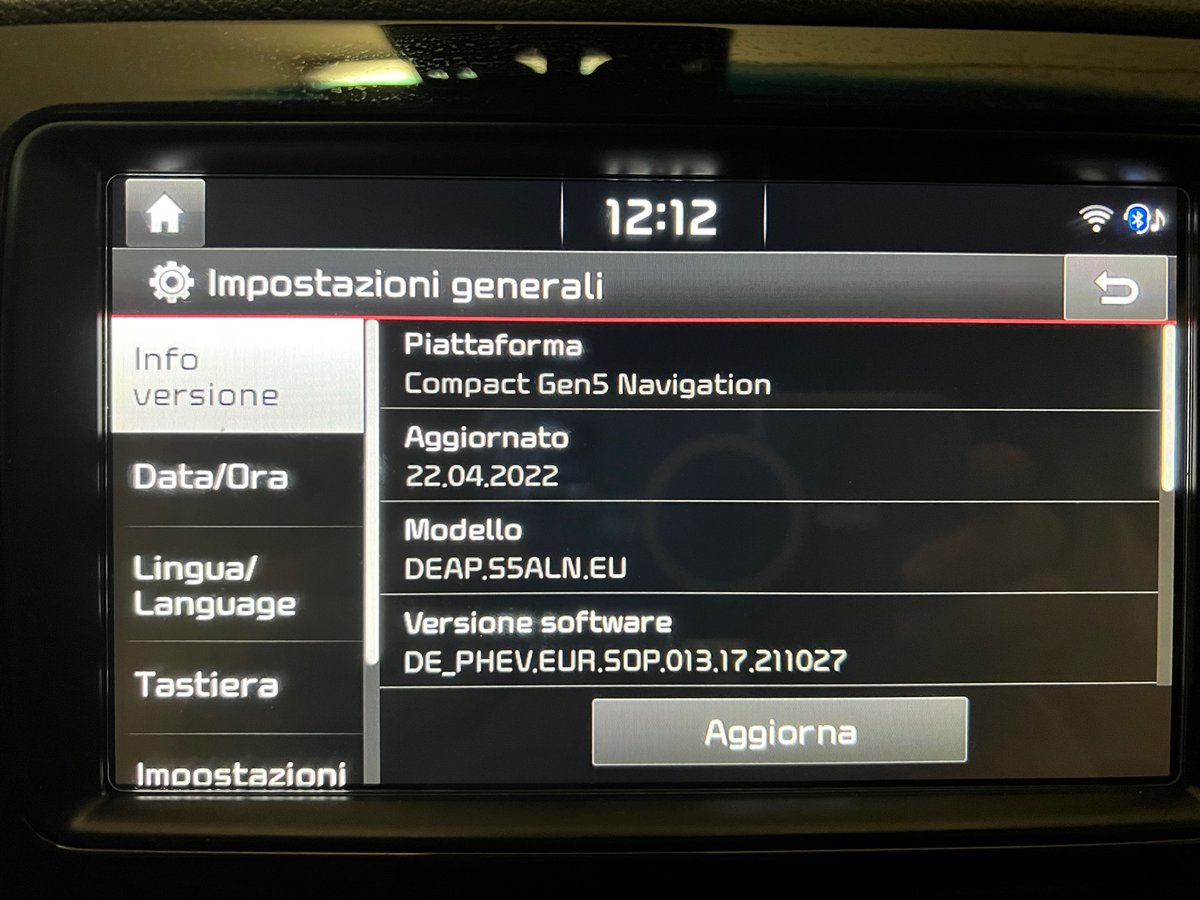 12:12
Impostazioni generali
Info
versione
Data/Ora
Lingua/
Language
Tastiera
Impostazioni
Piattaforma
Compact Gen5 Navigation
Aggiornato
22.04.2022
Modello
DEAP.S5ALN.EU
Versione software
DE_PHEV.EUR.SOP.013.17.211027
Aggiorna